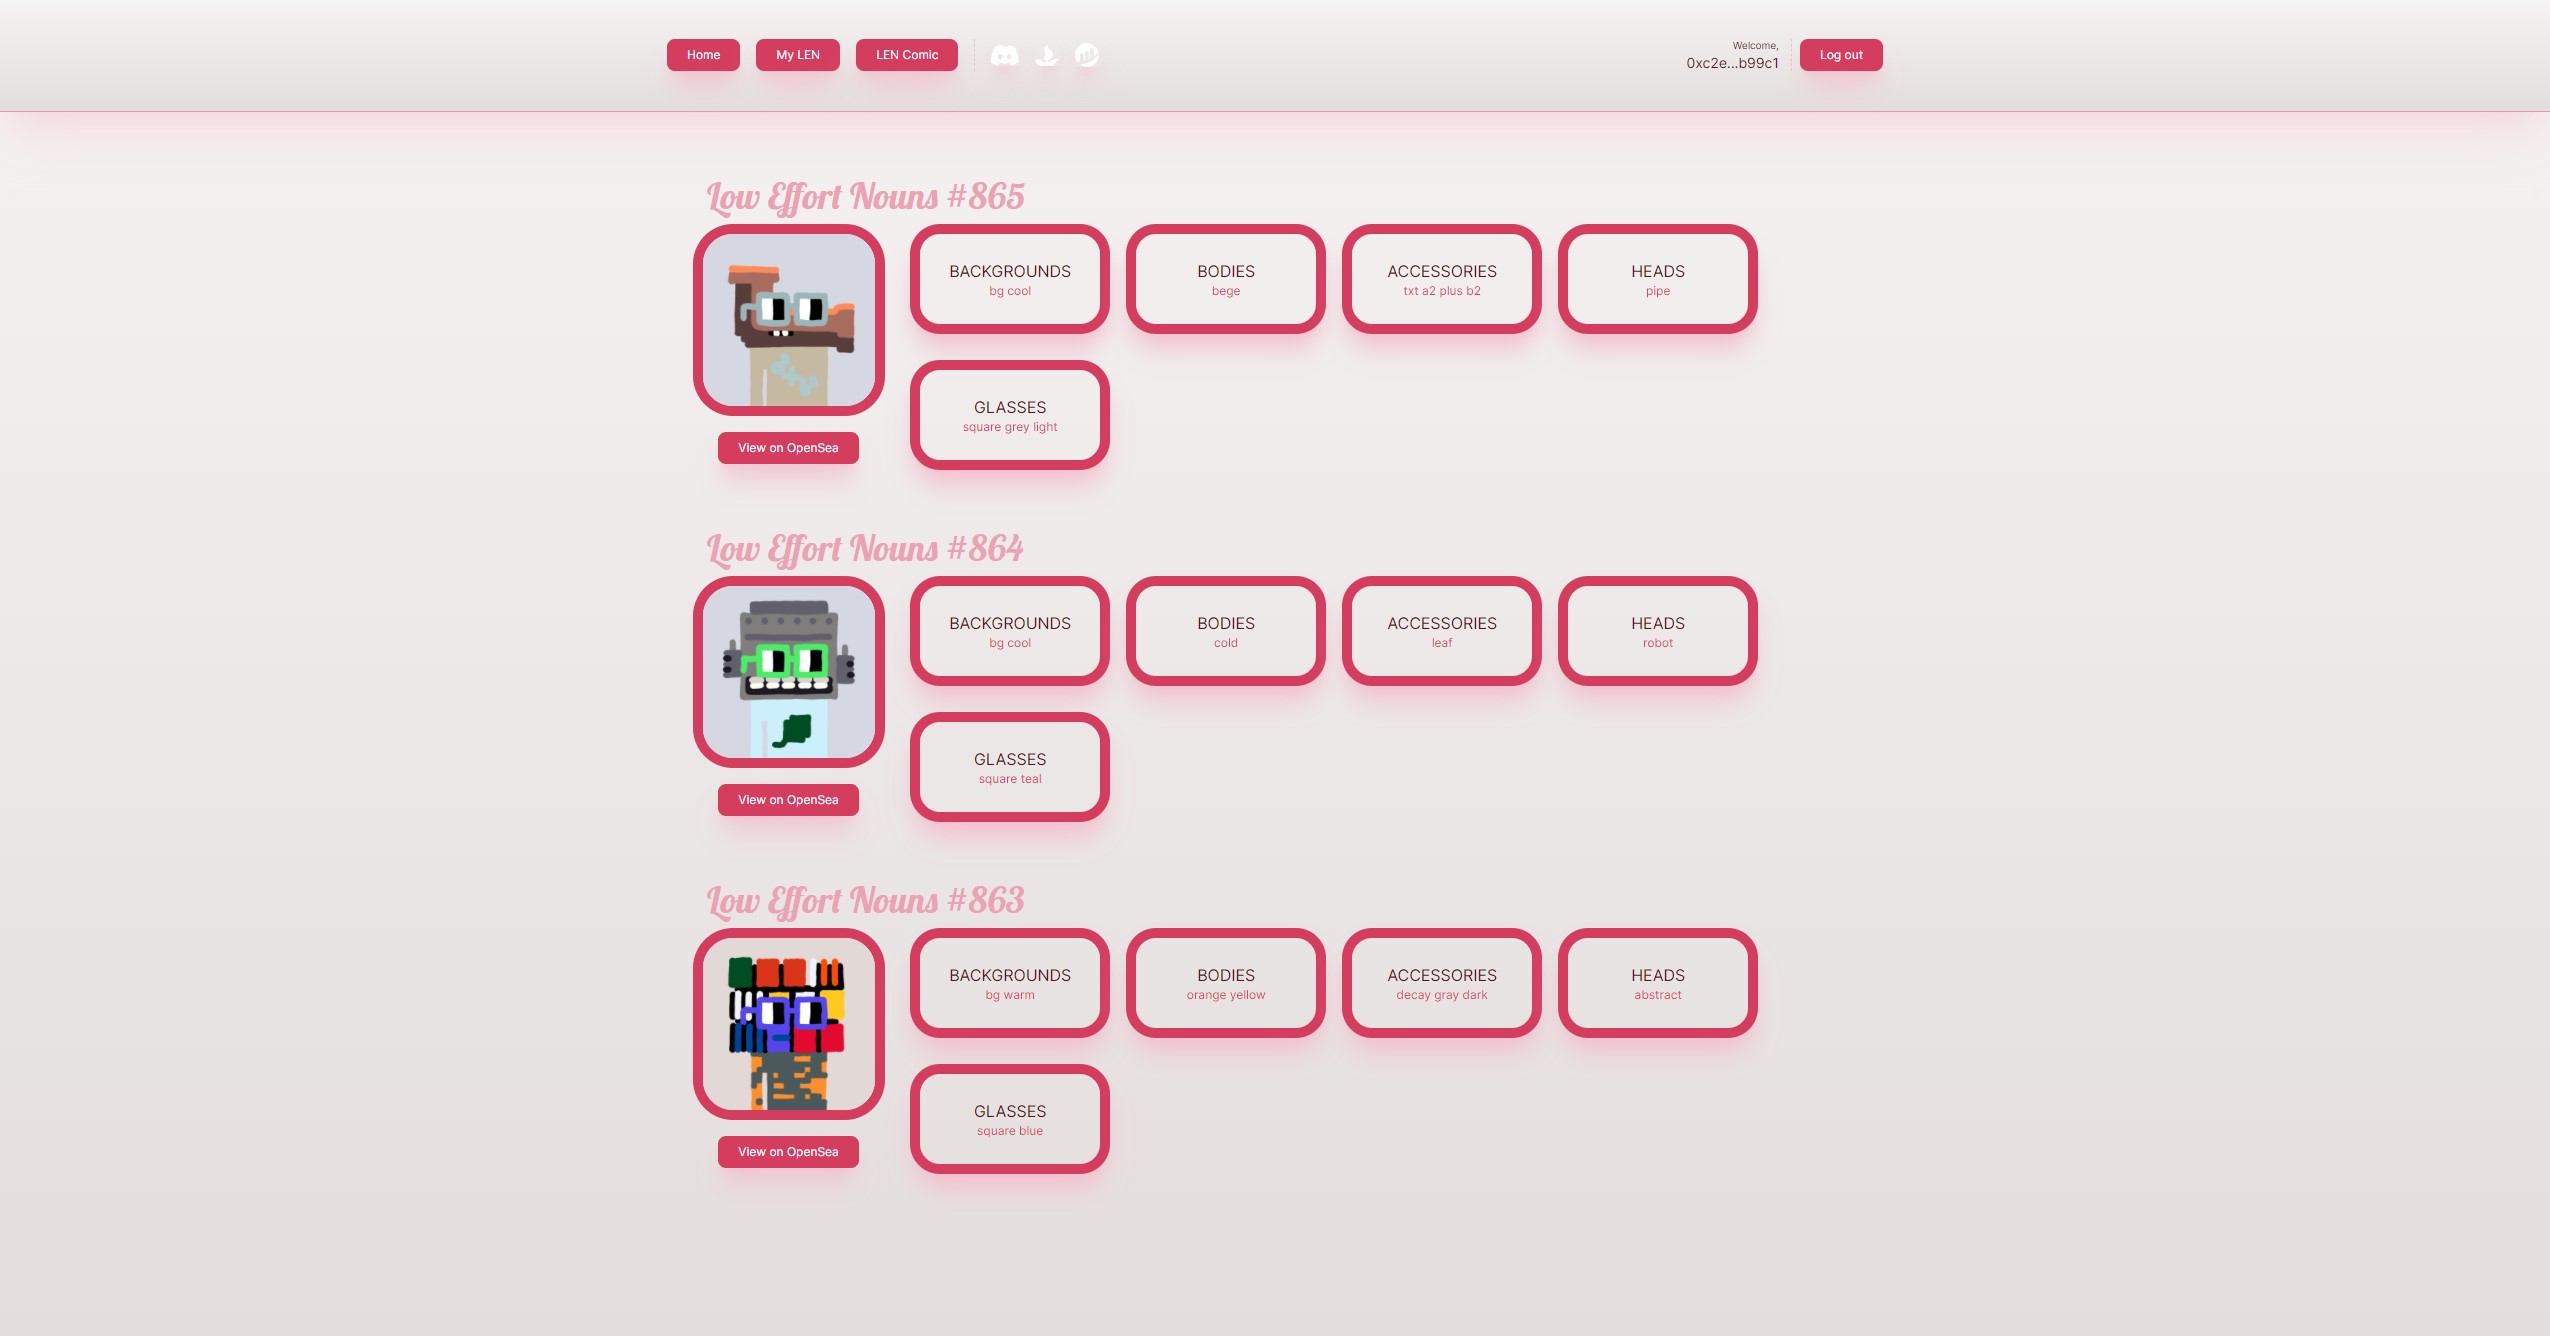 Home
My LEN
LEN Comic
Welcome,
0xc2e...b99c1
Log out
Low Effort Nouns #865
BACKGROUNDS
bg cool
BODIES
bege
ACCESSORIES
txt a2 plus b2
HEADS
pipe
GLASSES
square grey light
View on OpenSea
Low Effort Nouns #864
BACKGROUNDS
bg cool
BODIES
cold
ACCESSORIES
leaf
HEADS
robot
GLASSES
square teal
View on OpenSea
Low Effort Nouns #863
BACKGROUNDS
bg warm
BODIES
orange yellow
ACCESSORIES
decay gray dark
HEADS
abstract
GLASSES
square blue
View on OpenSea